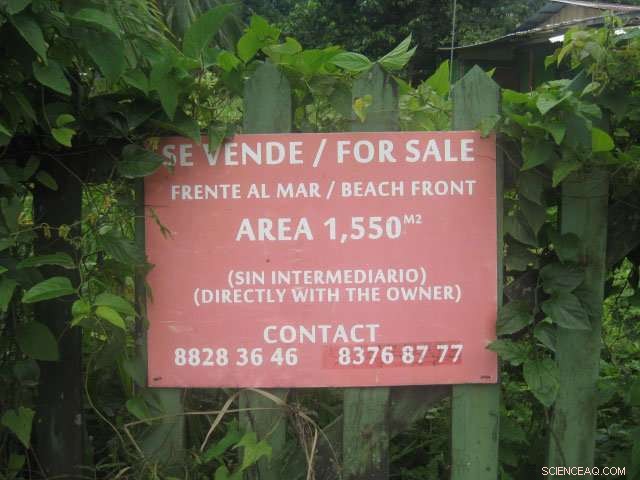 SE VENDE / FOR SALE
FRENTE AL MAR / BEACH FRONT
AREA 1,550 M2
(SIN INTERMEDIARIO)
(DIRECTLY WITH THE OWNER)
CONTACT
8828 36 46 8376 87 77
SCIENCEAQ.COM